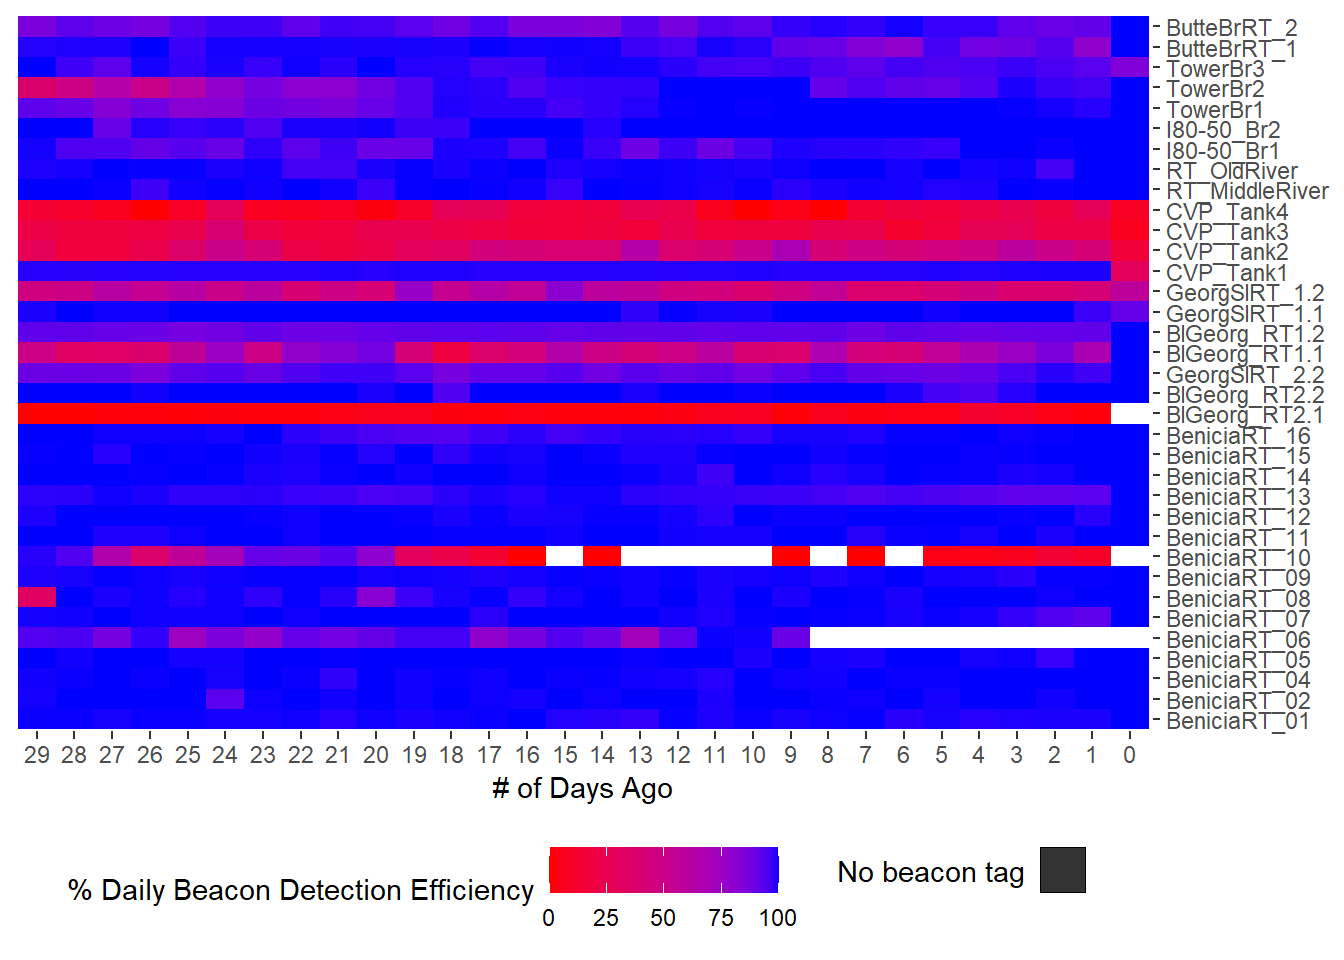 ButteBrRT_2
ButteBrRT_1
TowerBr3
TowerBr2
TowerBr1
I80-50_Br2
I80-50_Br1
RT_OldRiver
RT_MiddleRiver
CVP_Tank4
CVP_Tank3
CVP_Tank2
CVP_Tank1
GeorgSlRT_1.2
GeorgSlRT_1.1
BlGeorg_RT1.2
BlGeorg_RT1.1
GeorgSlRT_2.2
BlGeorg_RT2.2
BlGeorg_RT2.1
BeniciaRT_16
BeniciaRT_15
BeniciaRT_14
BeniciaRT_13
BeniciaRT_12
BeniciaRT_11
BeniciaRT_10
BeniciaRT_09
BeniciaRT_08
BeniciaRT_07
BeniciaRT_06
BeniciaRT_05
BeniciaRT_04
BeniciaRT_02
BeniciaRT_01
29 28 27 26 25 24 23 22 21 20 19 18 17 16 15 14 13 12 11 10 9 8 7 6 5 4 3 2 1 0
# of Days Ago
% Daily Beacon Detection Efficiency
0 25 50 75 100
No beacon tag